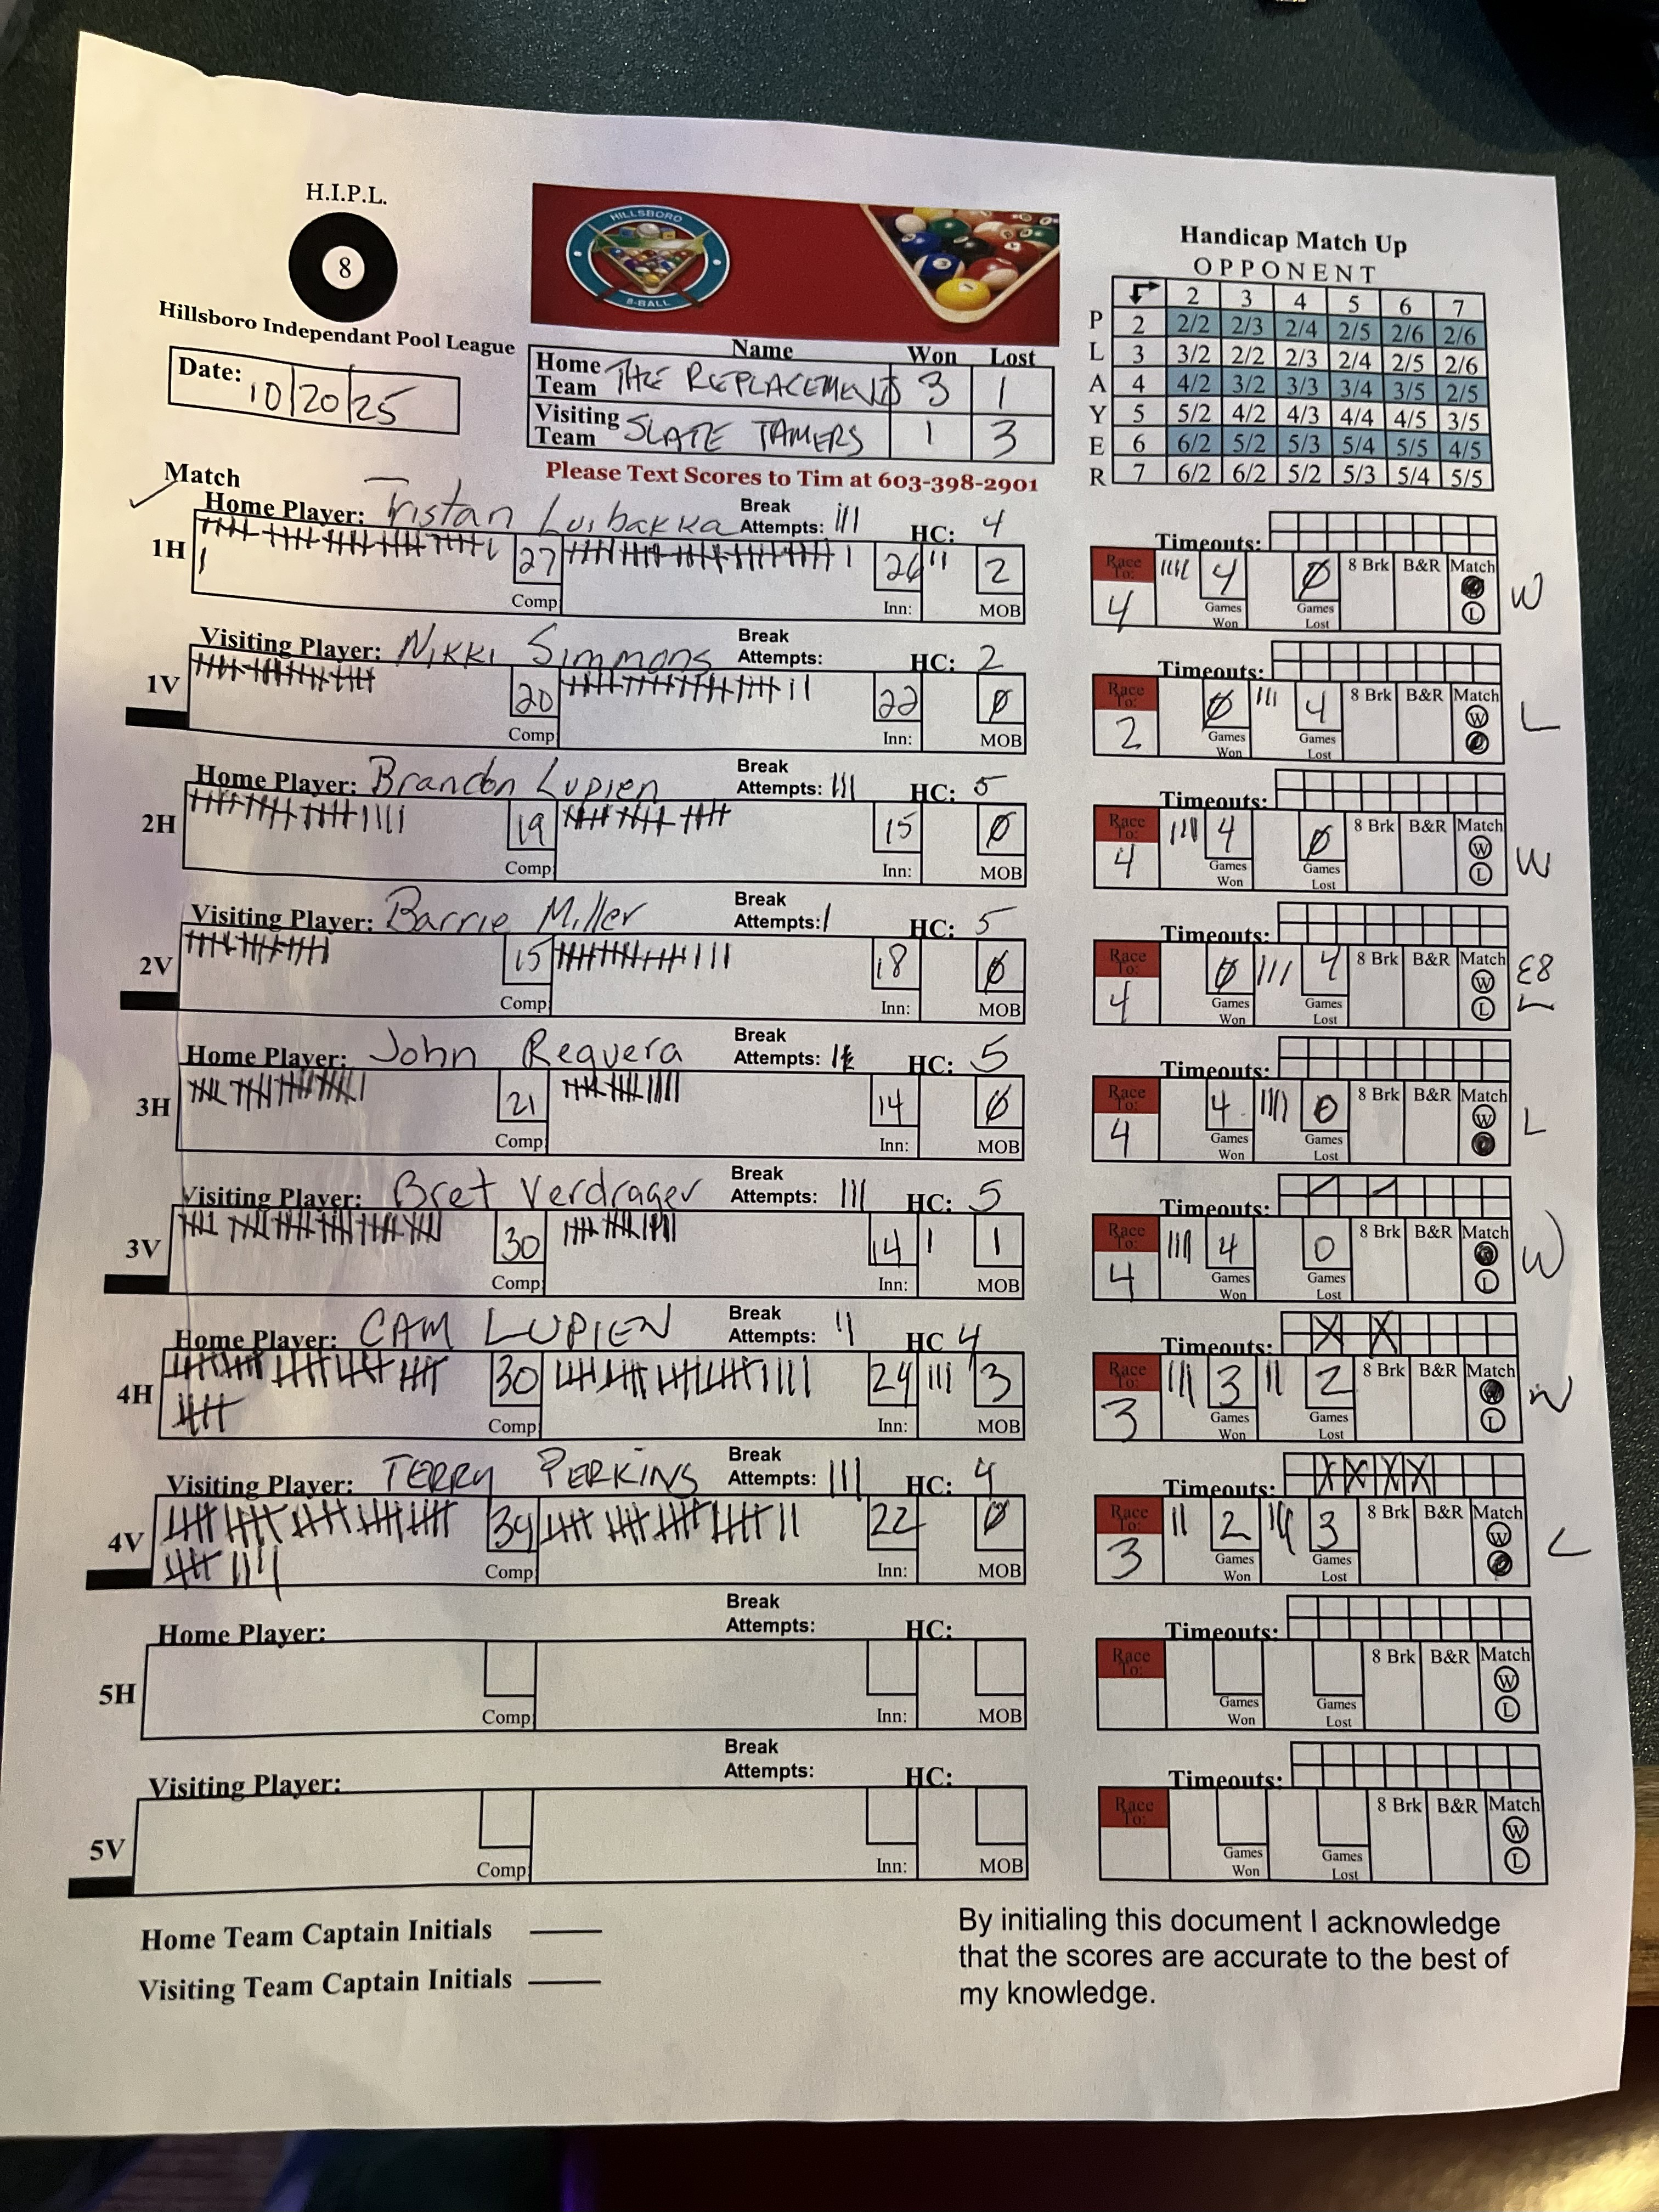 H.I.P.L.
8
Hillsboro Independant Pool League
HILLSBORO
8-BALL
Handicap Match Up
OPPONENT
PLAYER
2 3 4 5 6 7
2 2/2 2/3 2/4 2/5 2/6 2/6
3 3/2 2/2 2/3 2/4 2/5 2/6
4 4/2 3/2 3/3 3/4 3/5 2/5
5 5/2 4/2 4/3 4/4 4/5 3/5
6 6/2 5/2 5/3 5/4 5/5 4/5
7 6/2 6/2 5/2 5/3 5/4 5/5
Date: 10/20/25
Name Won Lost
Home Team THE REPLACEMENTS 3 1
Visiting Team SLATE TAMERS 1 3
Please Text Scores to Tim at 603-398-2901
Match
Home Player: Tristan Luibakka Break Attempts: III HC: 4 Timeouts:
1H 27 Comp 26 Inn: II 2 MOB Race To: 4 IIII 4 Games Won Ø Games Lost 8 Brk B&R Match L W
Visiting Player: Nikki Simmons Break Attempts: HC: 2 Timeouts:
1V 20 Comp 22 Inn: Ø MOB Race To: 2 Ø Games Won III 4 Games Lost 8 Brk B&R Match W L
Home Player: Brandon Lupien Break Attempts: III HC: 5 Timeouts:
2H 19 Comp 15 Inn: Ø MOB Race To: 4 III 4 Games Won Ø Games Lost 8 Brk B&R Match W L W
Visiting Player: Barrie Miller Break Attempts: I HC: 5 Timeouts:
2V 15 Comp 18 Inn: Ø MOB Race To: 4 Ø Games Won III 4 Games Lost 8 Brk B&R Match W L E8 L
Home Player: John Requera Break Attempts: HC: 5 Timeouts:
3H 21 Comp 14 Inn: Ø MOB Race To: 4 4 Games Won IIII 0 Games Lost 8 Brk B&R Match W L
Visiting Player: Bret Verdrager Break Attempts: III HC: 5 Timeouts:
3V 30 Comp 14 Inn: I 1 MOB Race To: 4 IIII 4 Games Won 0 Games Lost 8 Brk B&R Match L W
Home Player: CAM LUPIEN Break Attempts: II HC 4 Timeouts: X X
4H 30 Comp 24 Inn: III 3 MOB Race To: 3 III 3 Games Won II 2 Games Lost 8 Brk B&R Match L W
Visiting Player: TERRY PERKINS Break Attempts: III HC: 4 Timeouts: X X X X
4V 34 Comp 22 Inn: Ø MOB Race To: 3 II 2 Games Won III 3 Games Lost 8 Brk B&R Match W L
Home Player: Break Attempts: HC: Timeouts:
5H Comp Inn: MOB Race To: Games Won Games Lost 8 Brk B&R Match W L
Visiting Player: Break Attempts: HC: Timeouts:
5V Comp Inn: MOB Race To: Games Won Games Lost 8 Brk B&R Match W L
Home Team Captain Initials
Visiting Team Captain Initials
By initialing this document I acknowledge
that the scores are accurate to the best of
my knowledge.